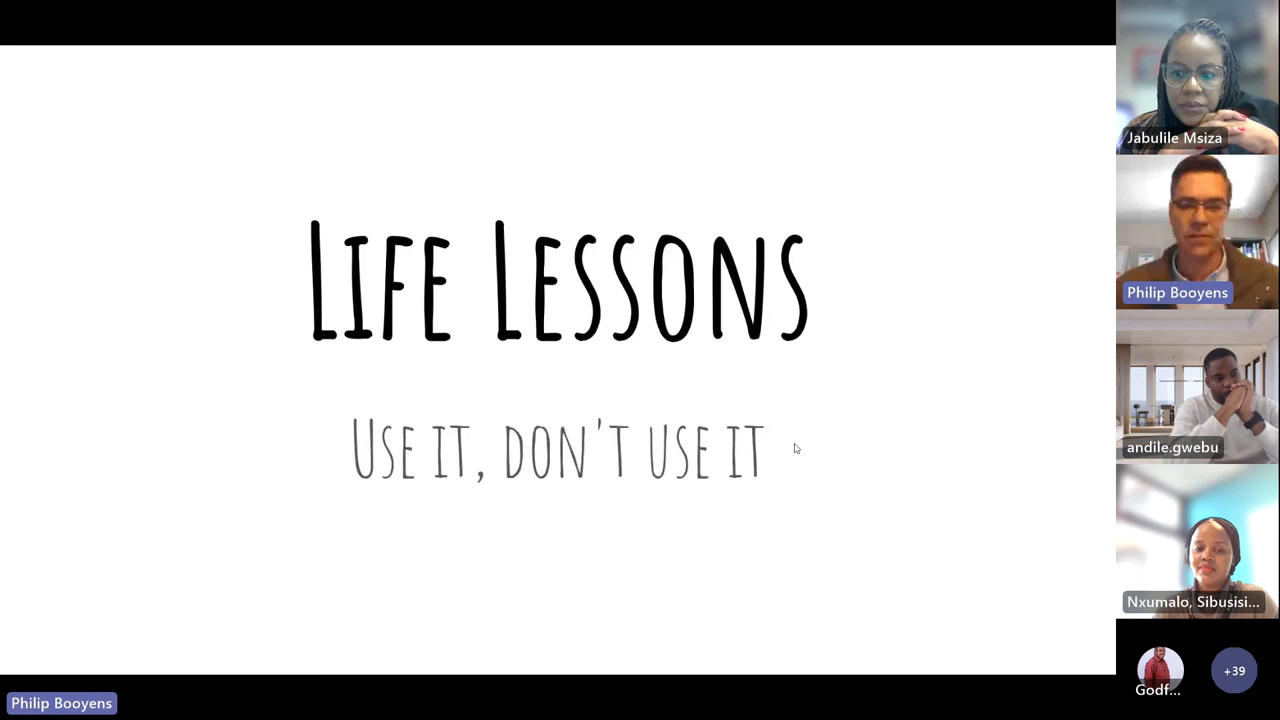 Life Lessons
Use it, don't use it
Jabulile Msiza
Philip Booyens
andile.gwebu
Nxumalo, Sibusisi...
Godf...
+39
Philip Booyens